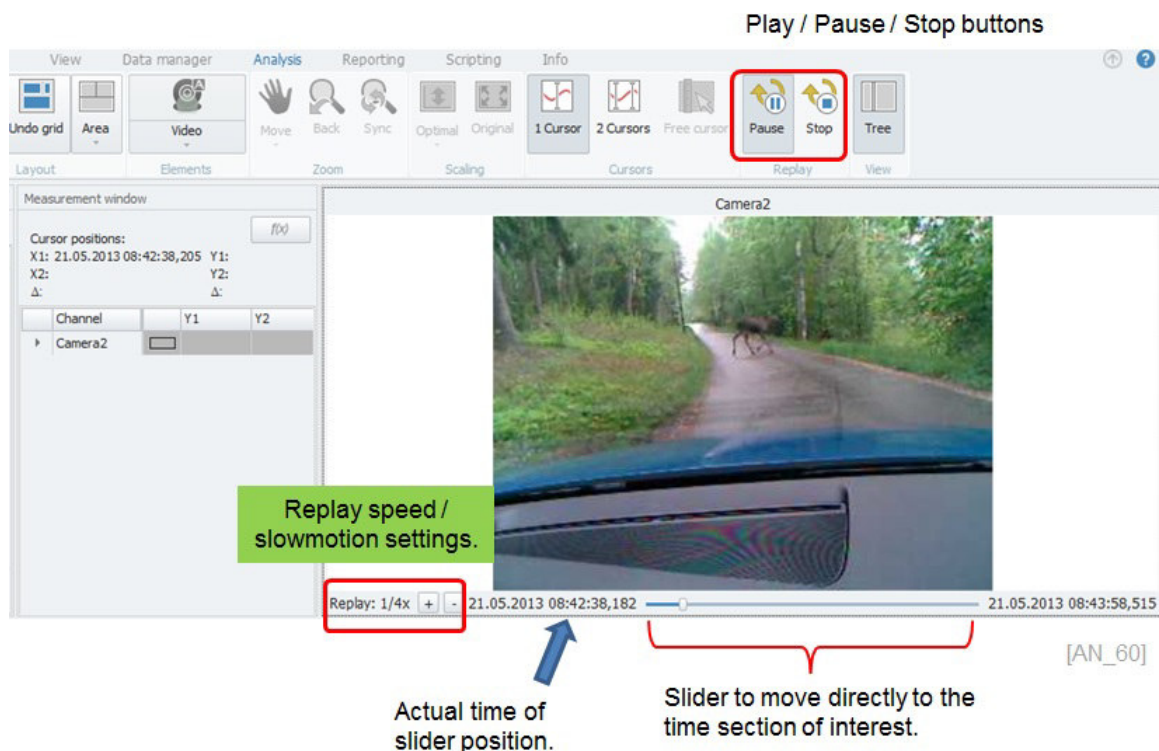 Play / Pause / Stop buttons
View Data manager Analysis Reporting Scripting Info
Undo grid Area Video Move Back Sync Optimal Original 1 Cursor 2 Cursors Free cursor Pause Stop Tree
Layout Elements Zoom Scaling Cursors Replay View
Measurement window
Camera2
f(x)
Cursor positions:
X1: 21.05.2013 08:42:38,205 Y1:
X2: Y2:
Δ: Δ:
Channel Y1 Y2
Camera2
Replay speed /
slowmotion settings.
Replay: 1/4x + - 21.05.2013 08:42:38,182 21.05.2013 08:43:58,515
[AN_60]
Actual time of
slider position.
Slider to move directly to the
time section of interest.